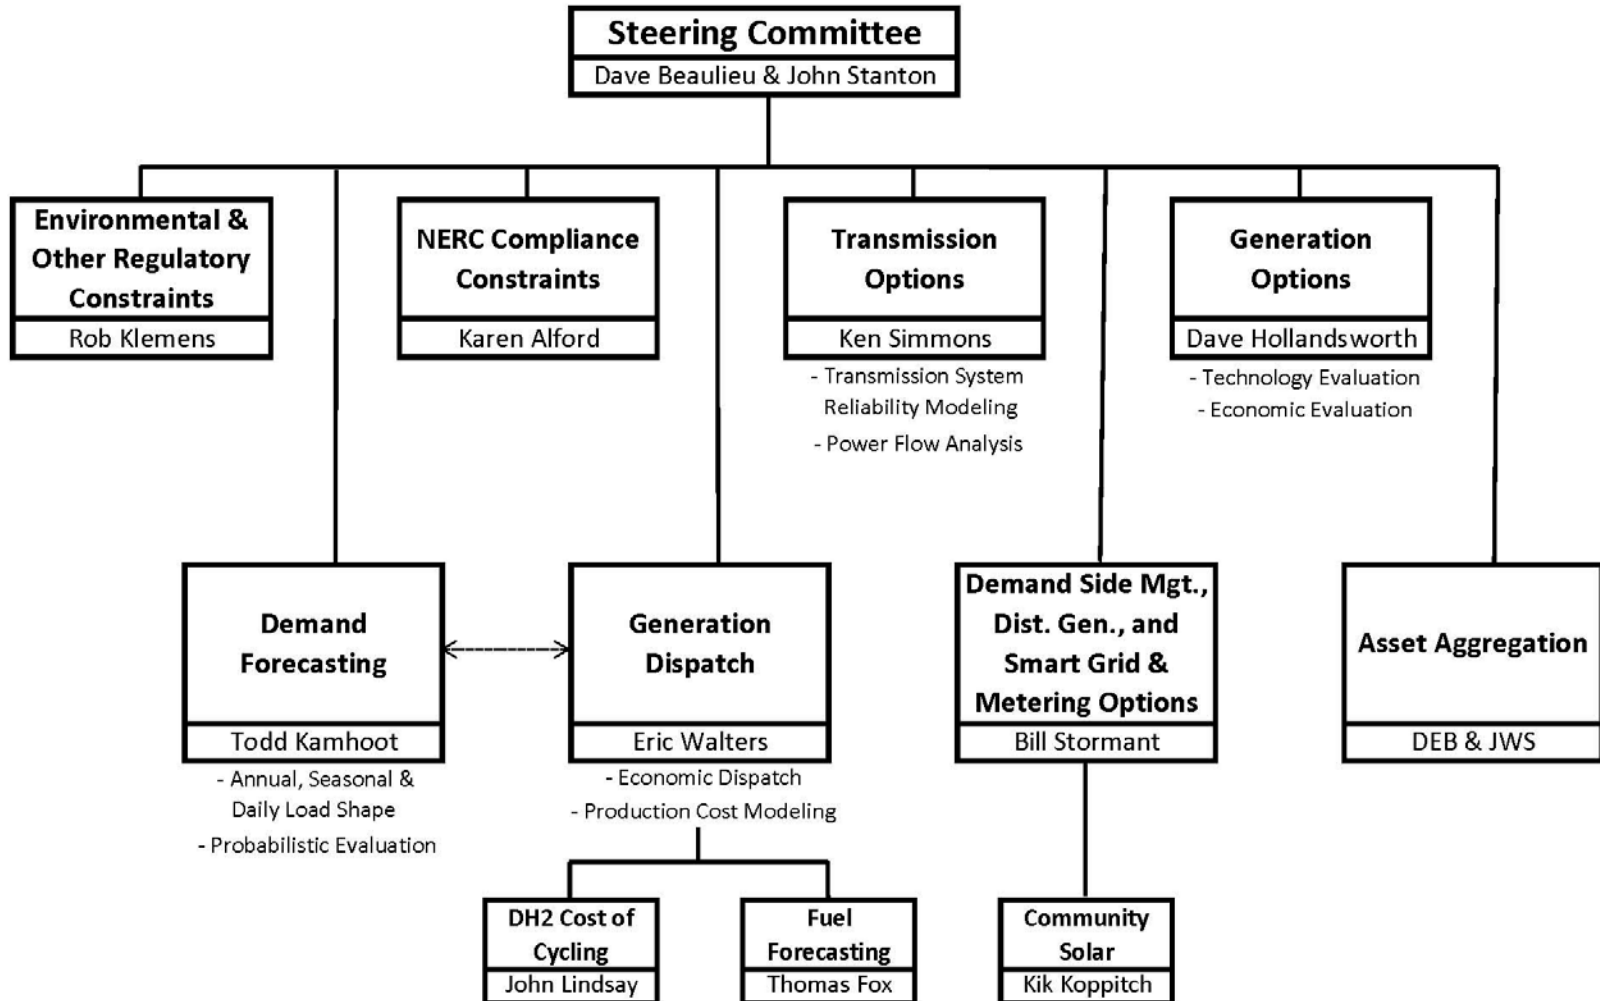 Steering Committee
Dave Beaulieu & John Stanton
Environmental &
Other Regulatory
Constraints
Rob Klemens
NERC Compliance
Constraints
Karen Alford
Transmission
Options
Ken Simmons
- Transmission System
Reliability Modeling
- Power Flow Analysis
Generation
Options
Dave Hollandsworth
- Technology Evaluation
- Economic Evaluation
Demand
Forecasting
Todd Kamhoot
- Annual, Seasonal &
Daily Load Shape
- Probabilistic Evaluation
Generation
Dispatch
Eric Walters
- Economic Dispatch
- Production Cost Modeling
Demand Side Mgt.,
Dist. Gen., and
Smart Grid &
Metering Options
Bill Stormant
Asset Aggregation
DEB & JWS
DH2 Cost of
Cycling
John Lindsay
Fuel
Forecasting
Thomas Fox
Community
Solar
Kik Koppitch